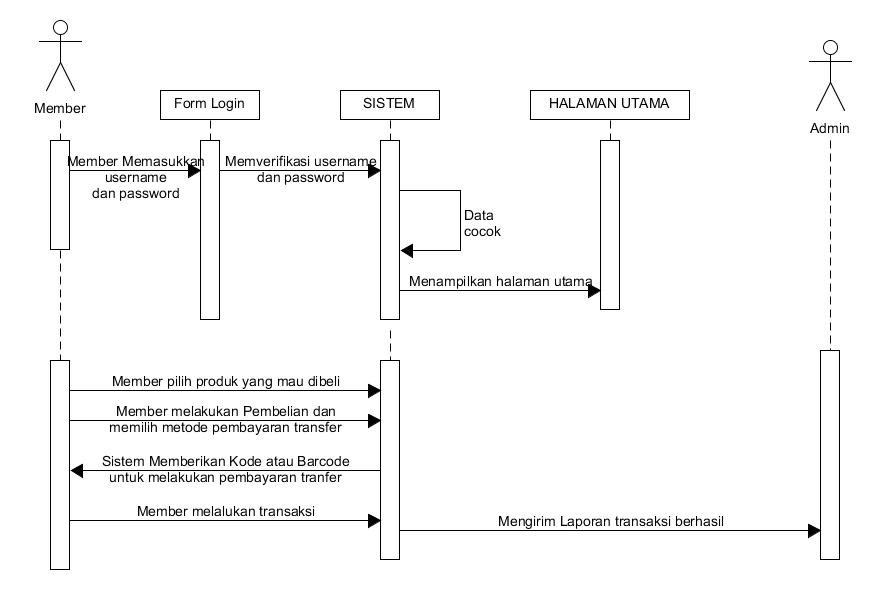 Member
Form Login
SISTEM
HALAMAN UTAMA
Admin
Member Memasukkan
username
dan password
Memverifikasi username
dan password
Data
cocok
Menampilkan halaman utama
Member pilih produk yang mau dibeli
Member melakukan Pembelian dan
memilih metode pembayaran transfer
Sistem Memberikan Kode atau Barcode
untuk melakukan pembayaran tranfer
Member melalukan transaksi
Mengirim Laporan transaksi berhasil